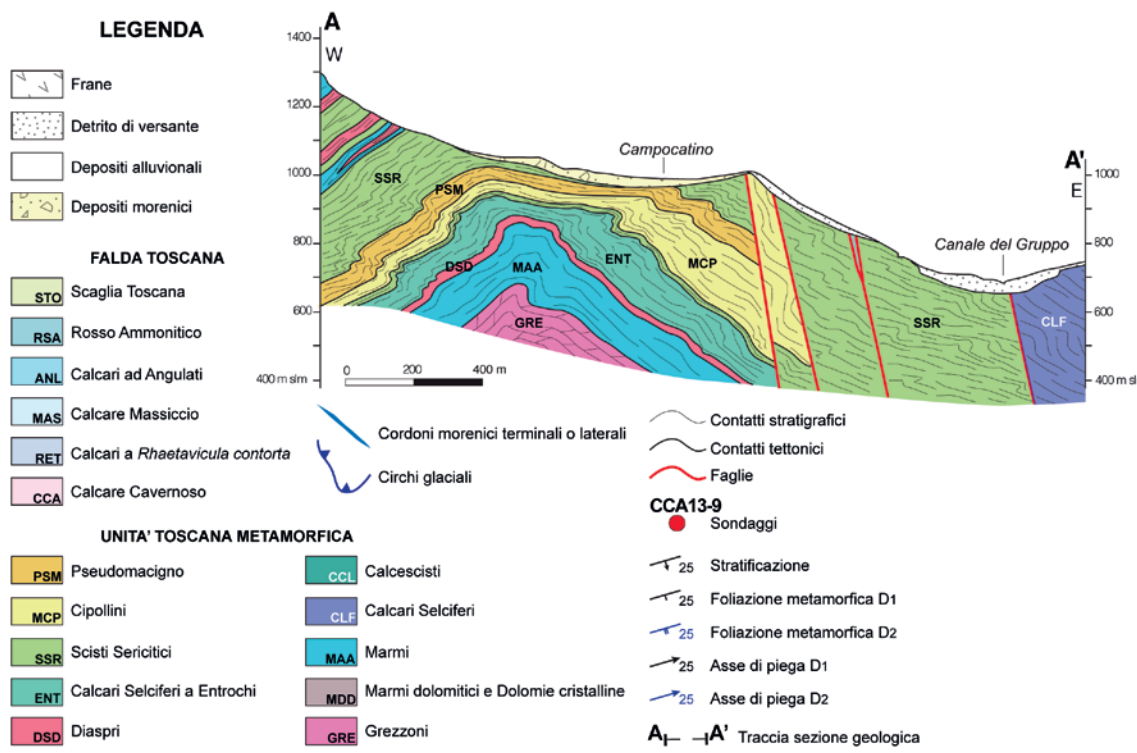 LEGENDA
Frane
Detrito di versante
Depositi alluvionali
Depositi morenici
FALDA TOSCANA
STO Scaglia Toscana
RSA Rosso Ammonitico
ANL Calcari ad Angulati
MAS Calcare Massiccio
RET Calcari a Rhaetavicula contorta
CCA Calcare Cavernoso
A
W
1400
1200
1000
800
600
400 m slm
SSR
PSM
DSD
MAA
GRE
ENT
MCP
Campocatino
SSR
Canale del Gruppo
CLF
A'
E
1000
800
600
400 m sl
0 200 400 m
Cordoni morenici terminali o laterali
Circhi glaciali
Contatti stratigrafici
Contatti tettonici
Faglie
CCA13-9
Sondaggi
25 Stratificazione
25 Foliazione metamorfica D1
25 Foliazione metamorfica D2
25 Asse di piega D1
25 Asse di piega D2
A A' Traccia sezione geologica
UNITA' TOSCANA METAMORFICA
PSM Pseudomacigno
MCP Cipollini
SSR Scisti Sericitici
ENT Calcari Selciferi a Entrochi
DSD Diaspri
CCL Calcescisti
CLF Calcari Selciferi
MAA Marmi
MDD Marmi dolomitici e Dolomie cristalline
GRE Grezzoni